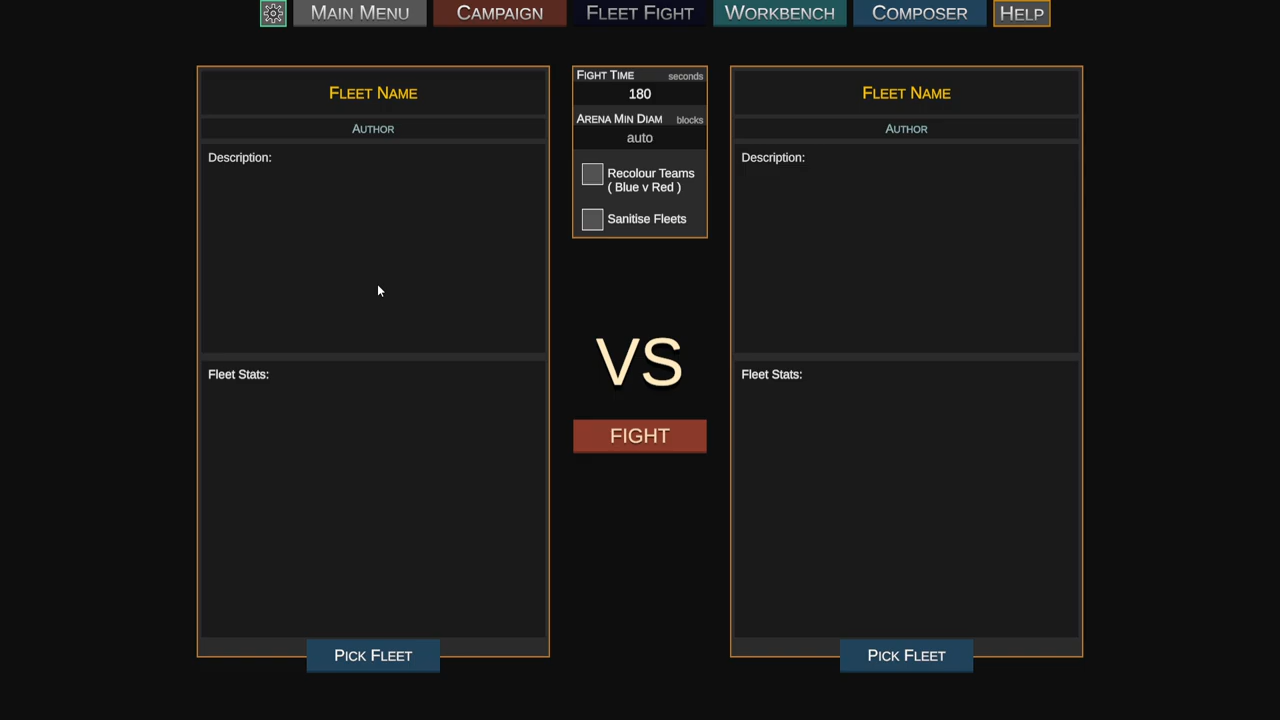 Main Menu Campaign Fleet Fight Workbench Composer Help
Fleet Name
Author
Description:
Fleet Stats:
Pick Fleet
Fight Time seconds
180
Arena Min Diam blocks
auto
Recolour Teams
( Blue v Red )
Sanitise Fleets
VS
FIGHT
Fleet Name
Author
Description:
Fleet Stats:
Pick Fleet